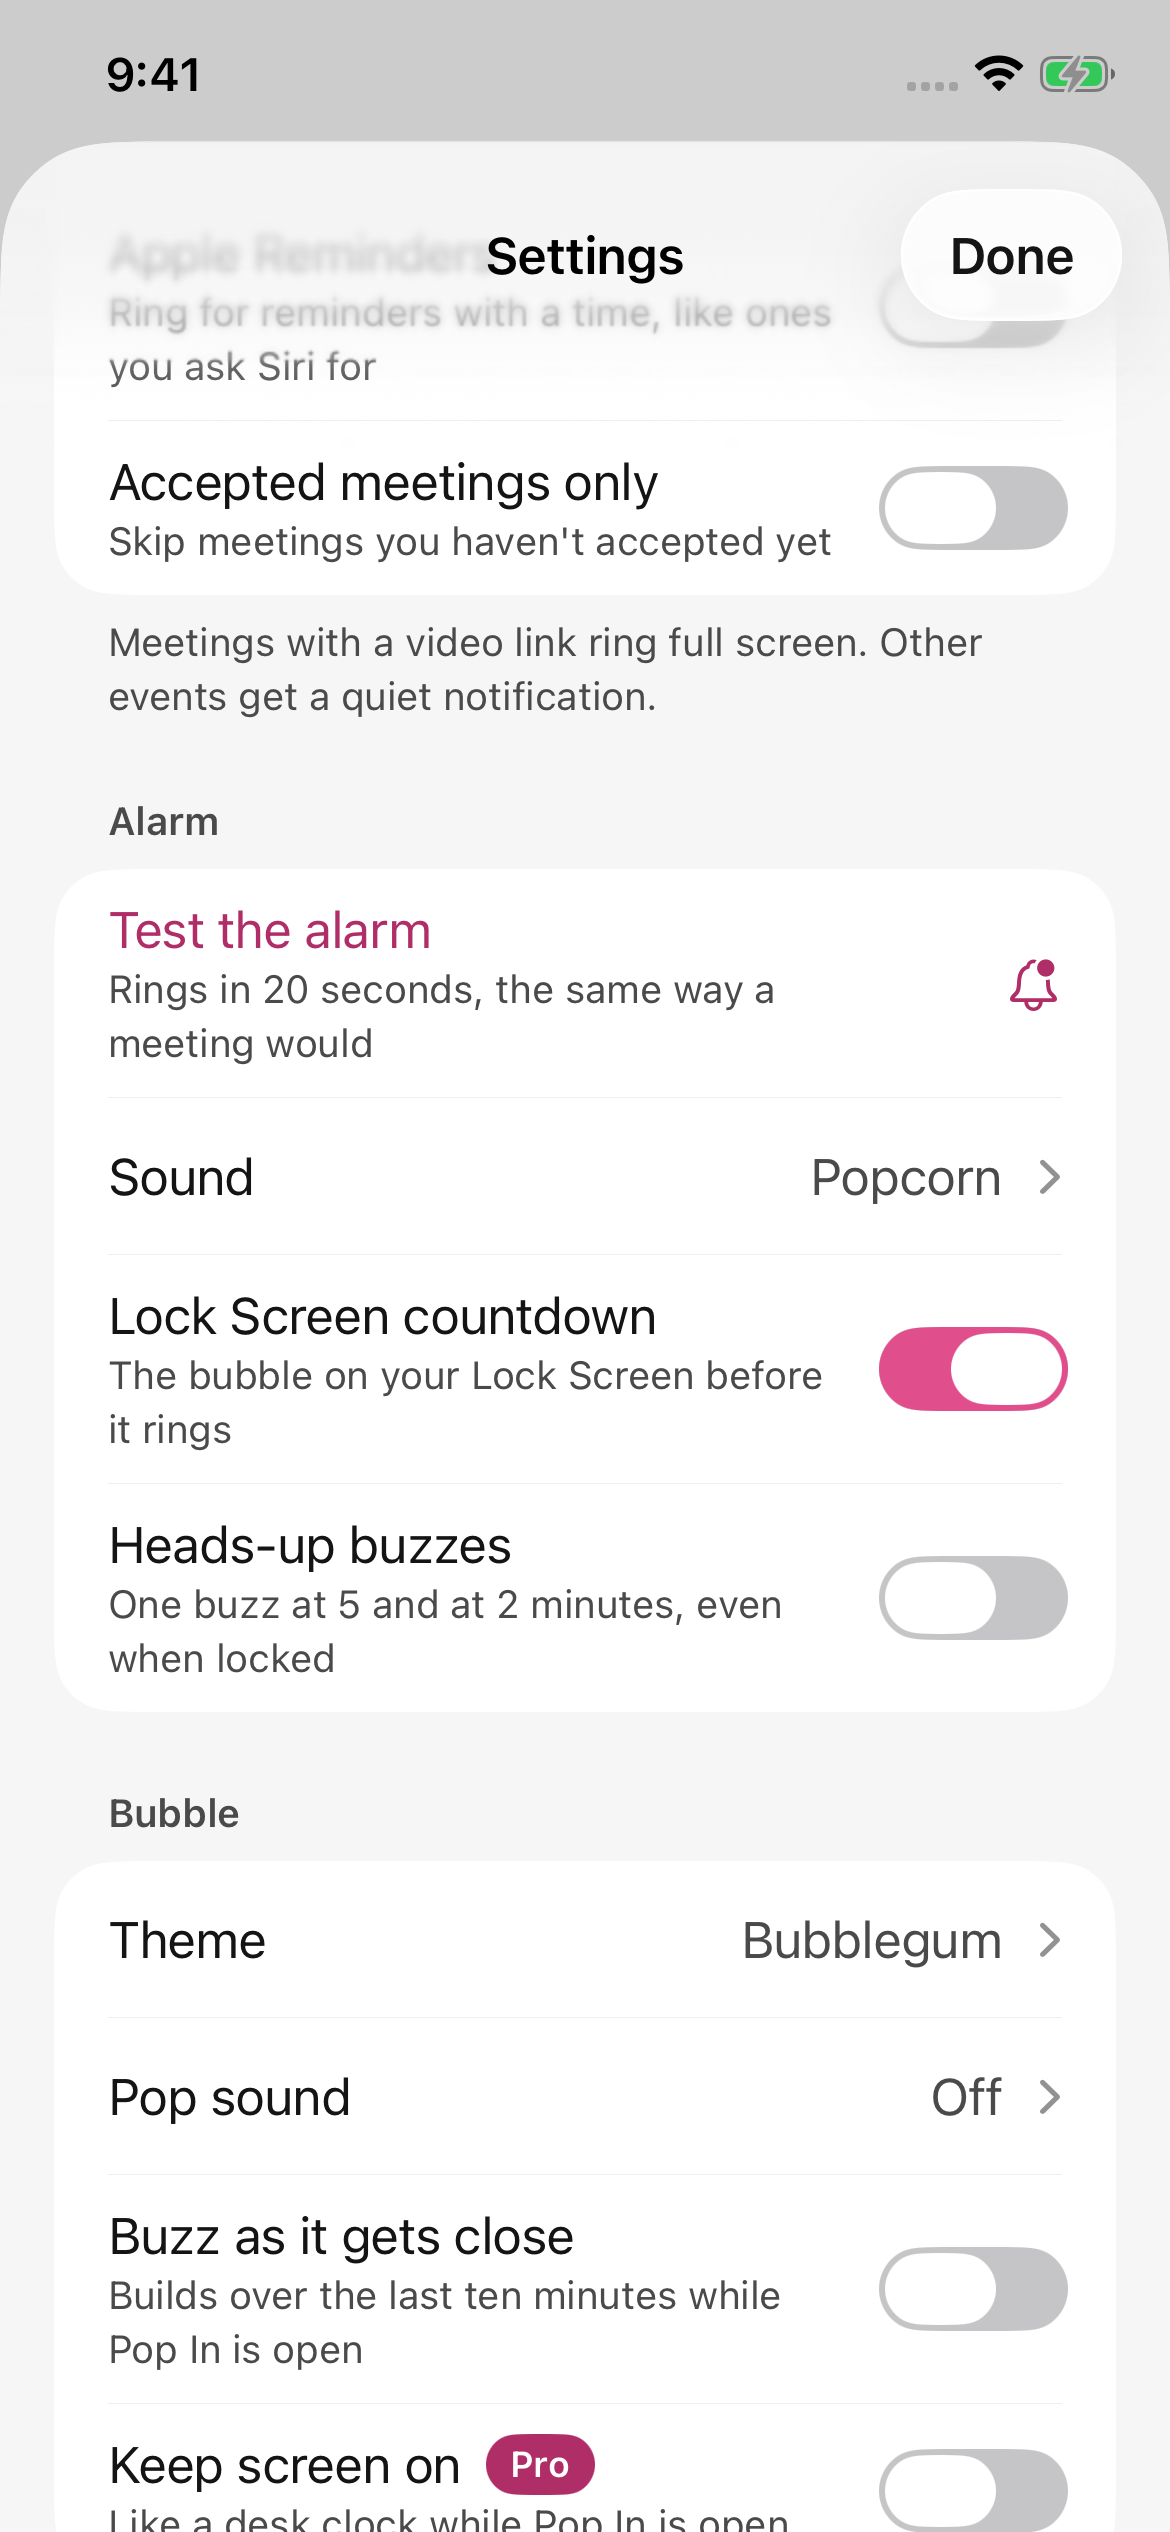 9:41
Settings
Done
Apple Reminders
Ring for reminders with a time, like ones
you ask Siri for
Accepted meetings only
Skip meetings you haven't accepted yet
Meetings with a video link ring full screen. Other
events get a quiet notification.
Alarm
Test the alarm
Rings in 20 seconds, the same way a
meeting would
Sound
Popcorn
Lock Screen countdown
The bubble on your Lock Screen before
it rings
Heads-up buzzes
One buzz at 5 and at 2 minutes, even
when locked
Bubble
Theme
Bubblegum
Pop sound
Off
Buzz as it gets close
Builds over the last ten minutes while
Pop In is open
Keep screen on
Pro
Like a desk clock while Pop In is open